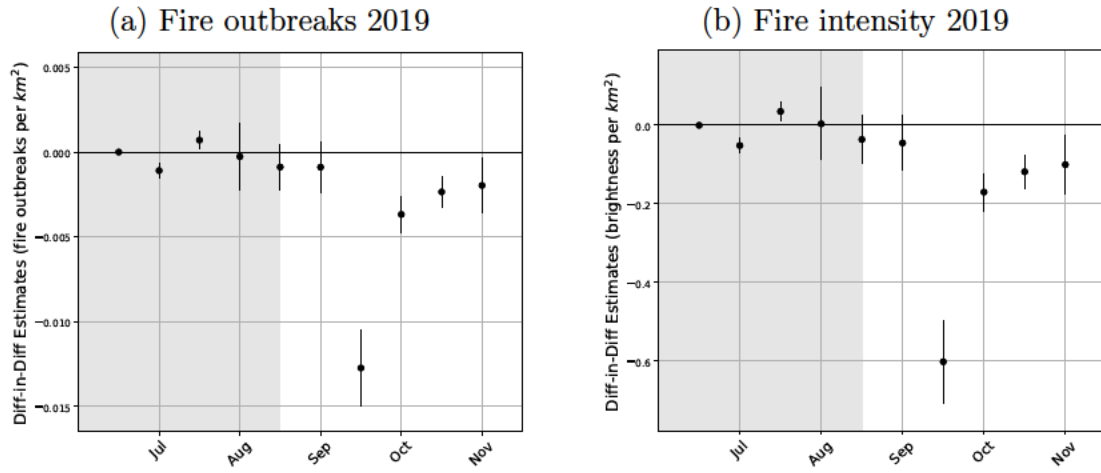 (a) Fire outbreaks 2019
Diff-in-Diff Estimates (fire outbreaks per km²)
0.005
0.000
−0.005
−0.010
−0.015
Jul
Aug
Sep
Oct
Nov
(b) Fire intensity 2019
Diff-in-Diff Estimates (brightness per km²)
0.0
−0.2
−0.4
−0.6
Jul
Aug
Sep
Oct
Nov